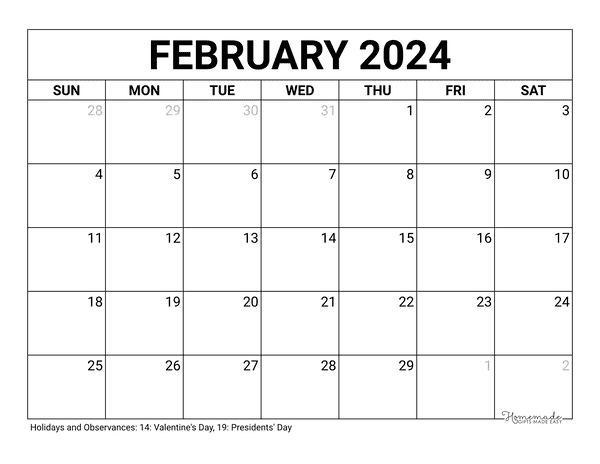 FEBRUARY 2024
SUN MON TUE WED THU FRI SAT
28 29 30 31 1 2 3
4 5 6 7 8 9 10
11 12 13 14 15 16 17
18 19 20 21 22 23 24
25 26 27 28 29 1 2
Homemade
GIFTS MADE EASY
Holidays and Observances: 14: Valentine's Day, 19: Presidents' Day